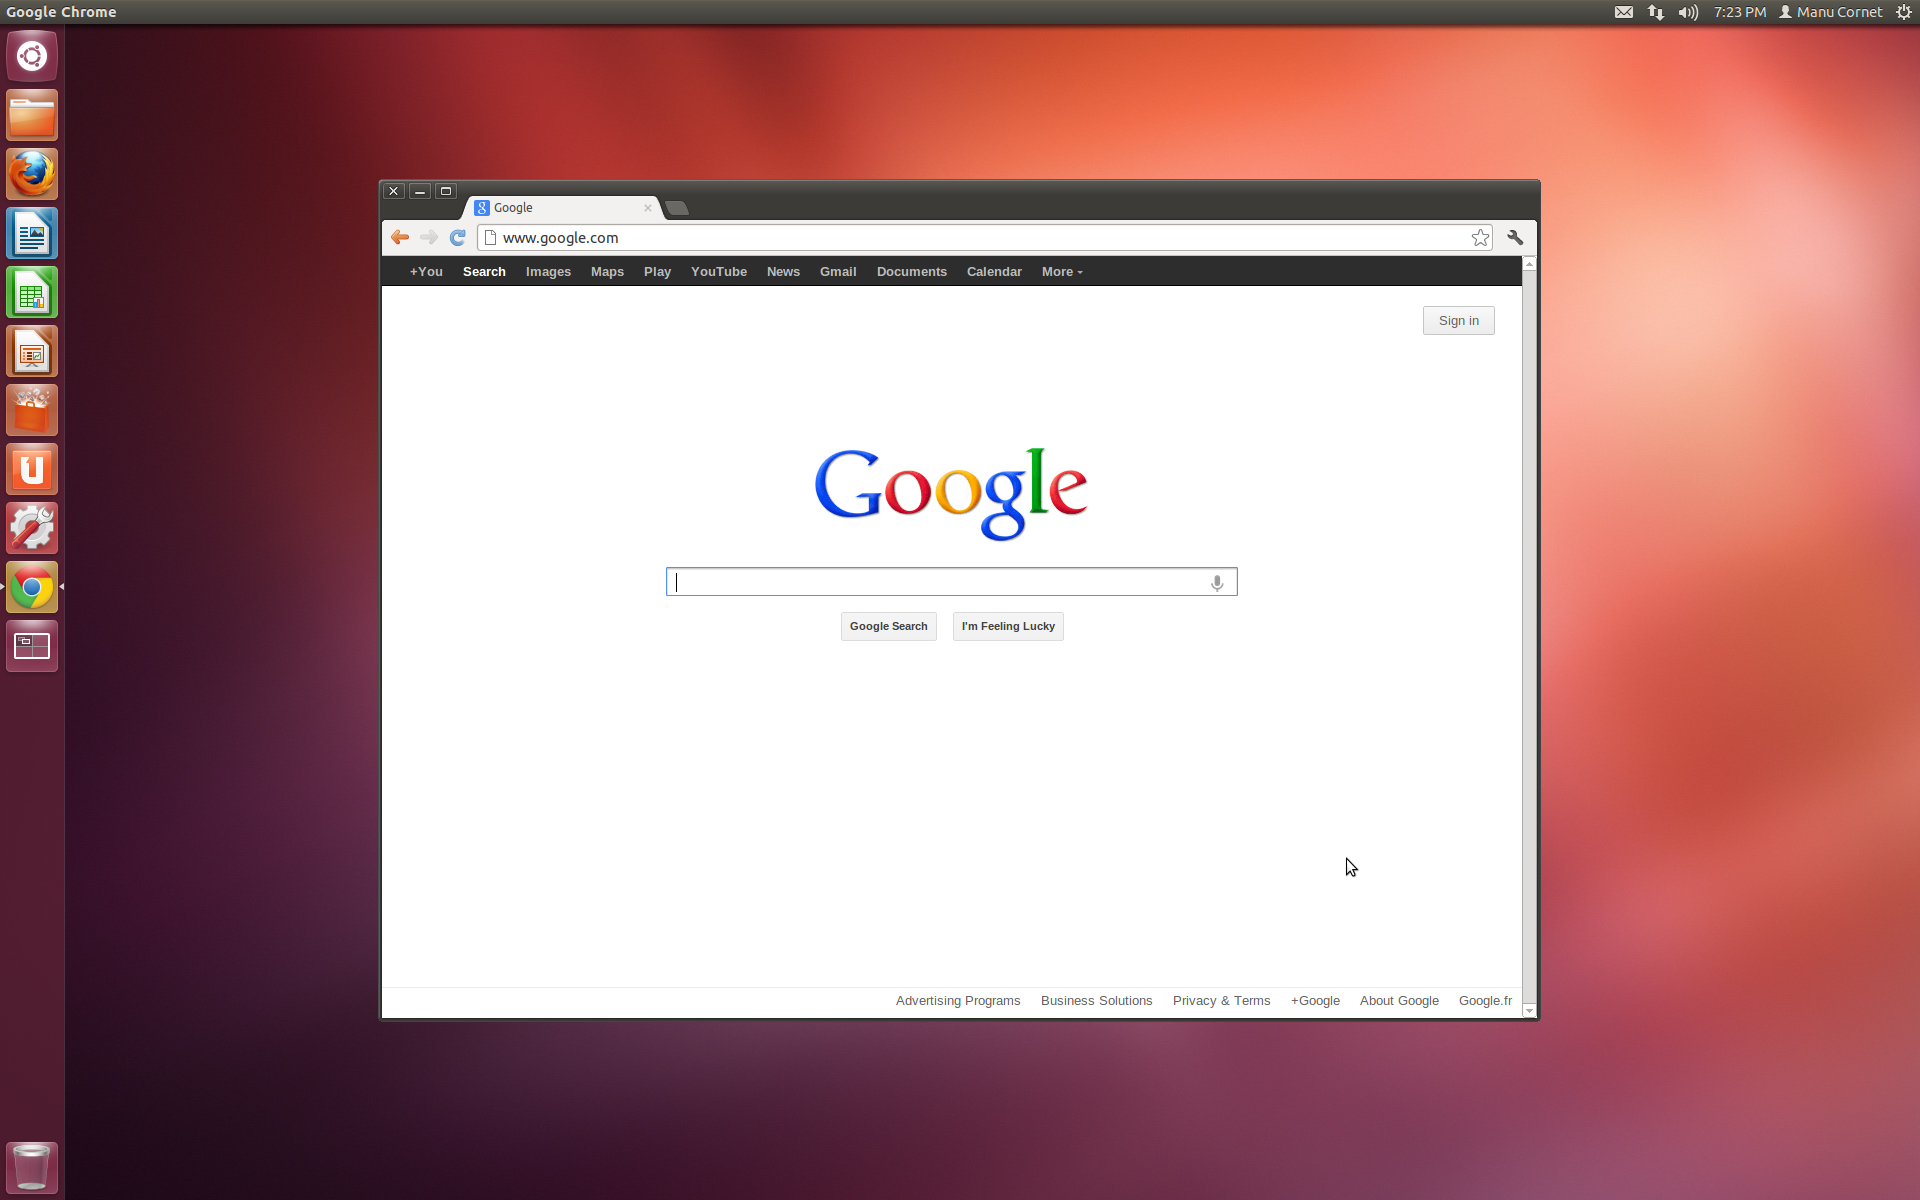 Google Chrome
7:23 PM Manu Cornet
Google
www.google.com
+You Search Images Maps Play YouTube News Gmail Documents Calendar More
Sign in
Google
Google Search I'm Feeling Lucky
Advertising Programs Business Solutions Privacy & Terms +Google About Google Google.fr